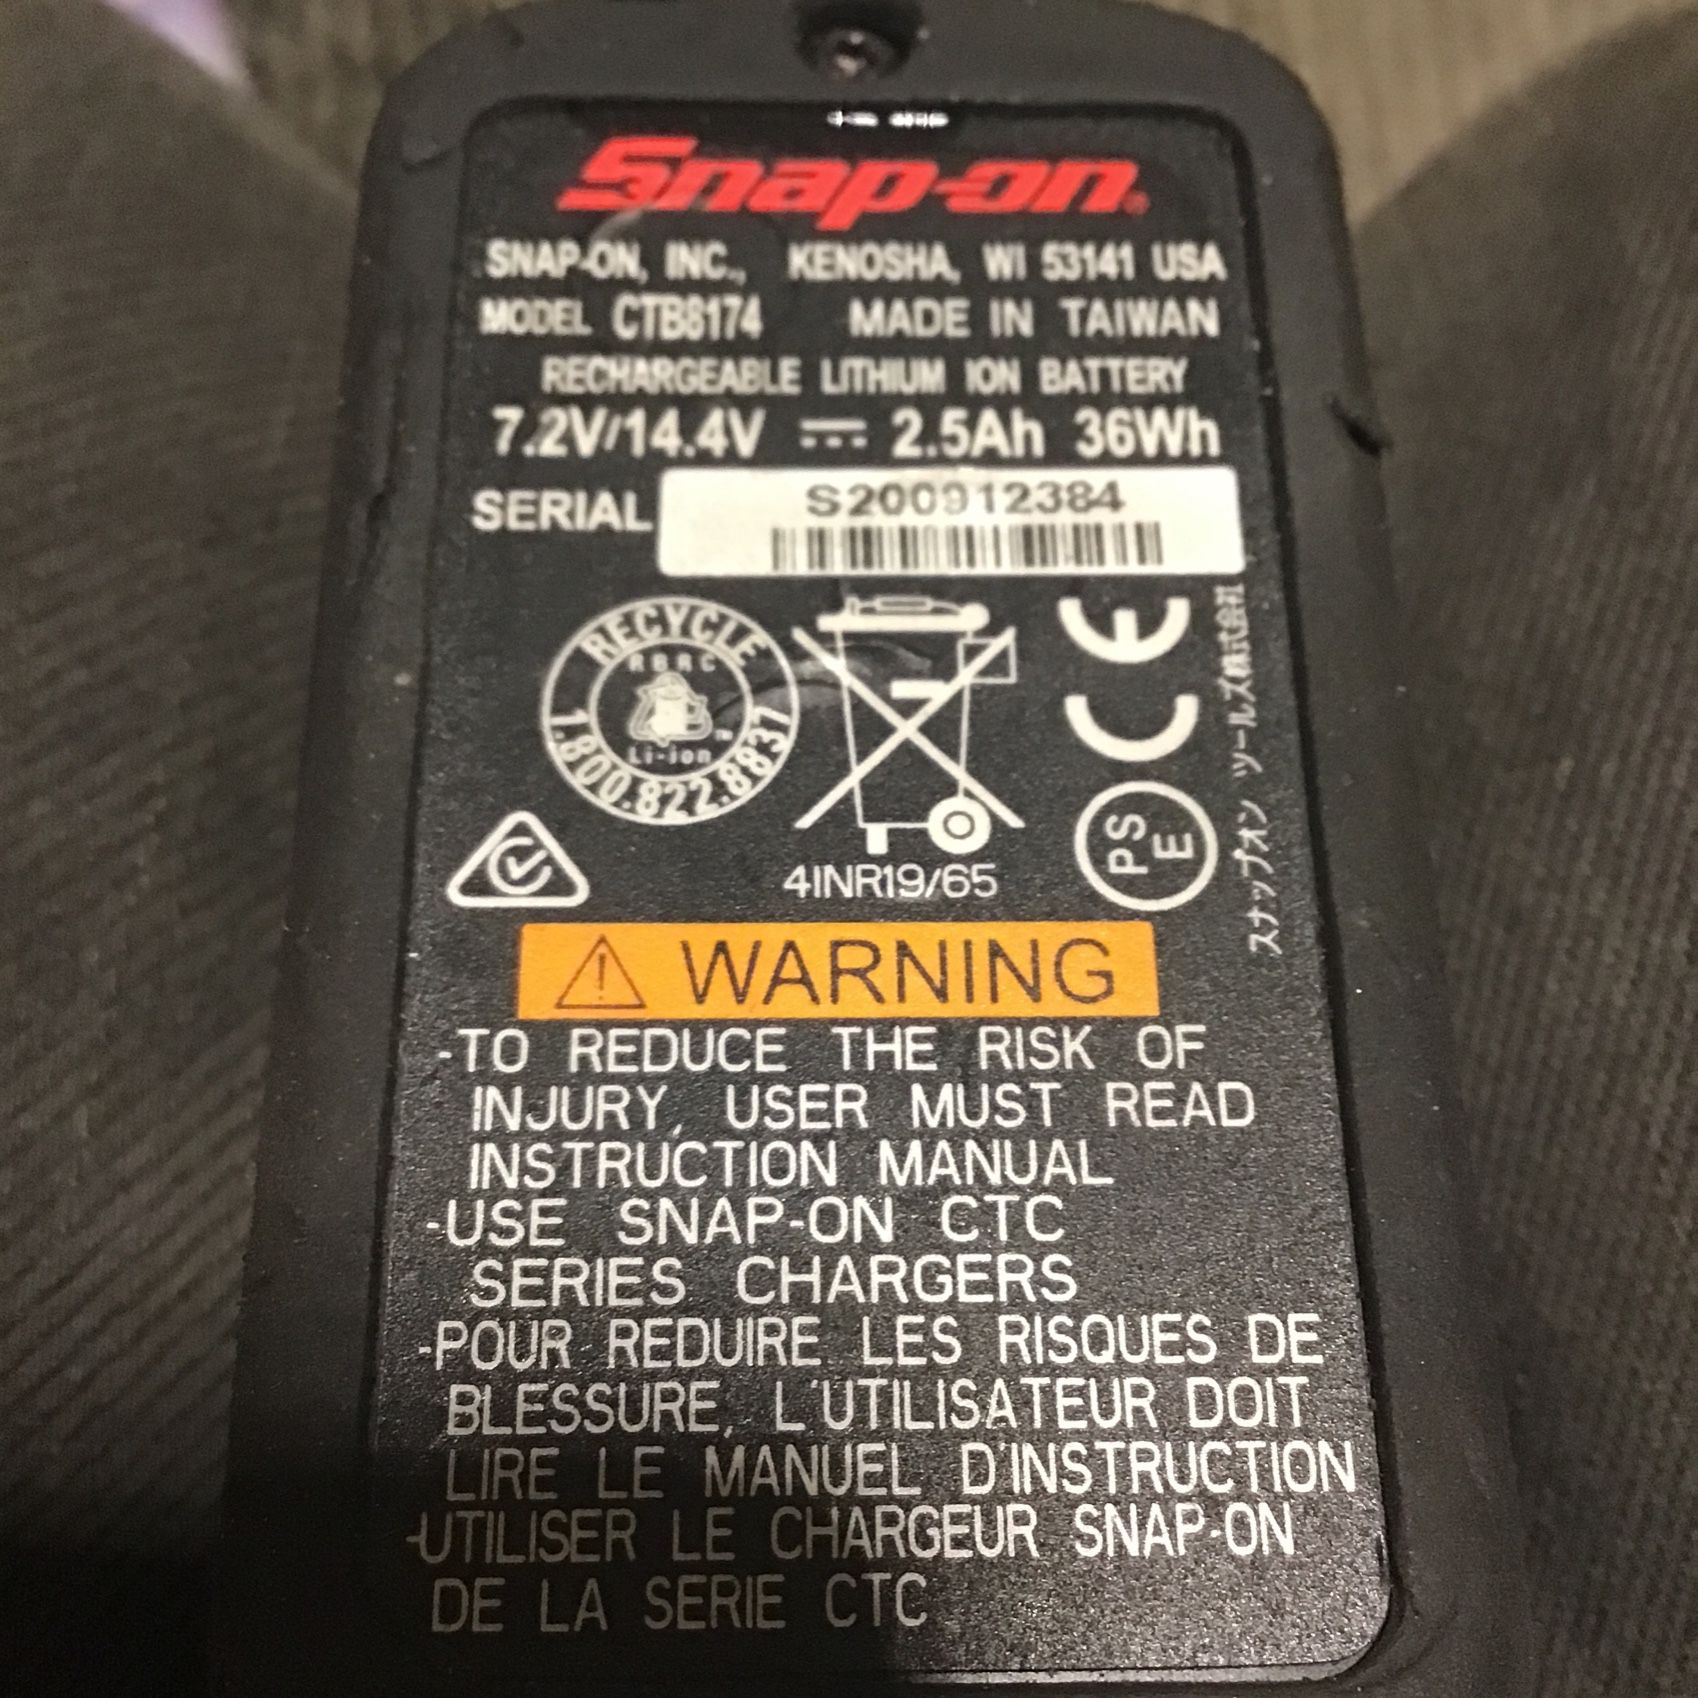 Snap-on®
SNAP-ON, INC., KENOSHA, WI 53141 USA
MODEL CTB8174 MADE IN TAIWAN
RECHARGEABLE LITHIUM ION BATTERY
7.2V/14.4V 2.5Ah 36Wh
SERIAL S200912384
RECYCLE
RBRC
Li-ion ™
1.800.822.8837
CE
PSE
スナップオン ツールズ株式会社
4INR19/65
WARNING
-TO REDUCE THE RISK OF
INJURY, USER MUST READ
INSTRUCTION MANUAL
-USE SNAP-ON CTC
SERIES CHARGERS
-POUR REDUIRE LES RISQUES DE
BLESSURE, L'UTILISATEUR DOIT
LIRE LE MANUEL D'INSTRUCTION
-UTILISER LE CHARGEUR SNAP-ON
DE LA SERIE CTC